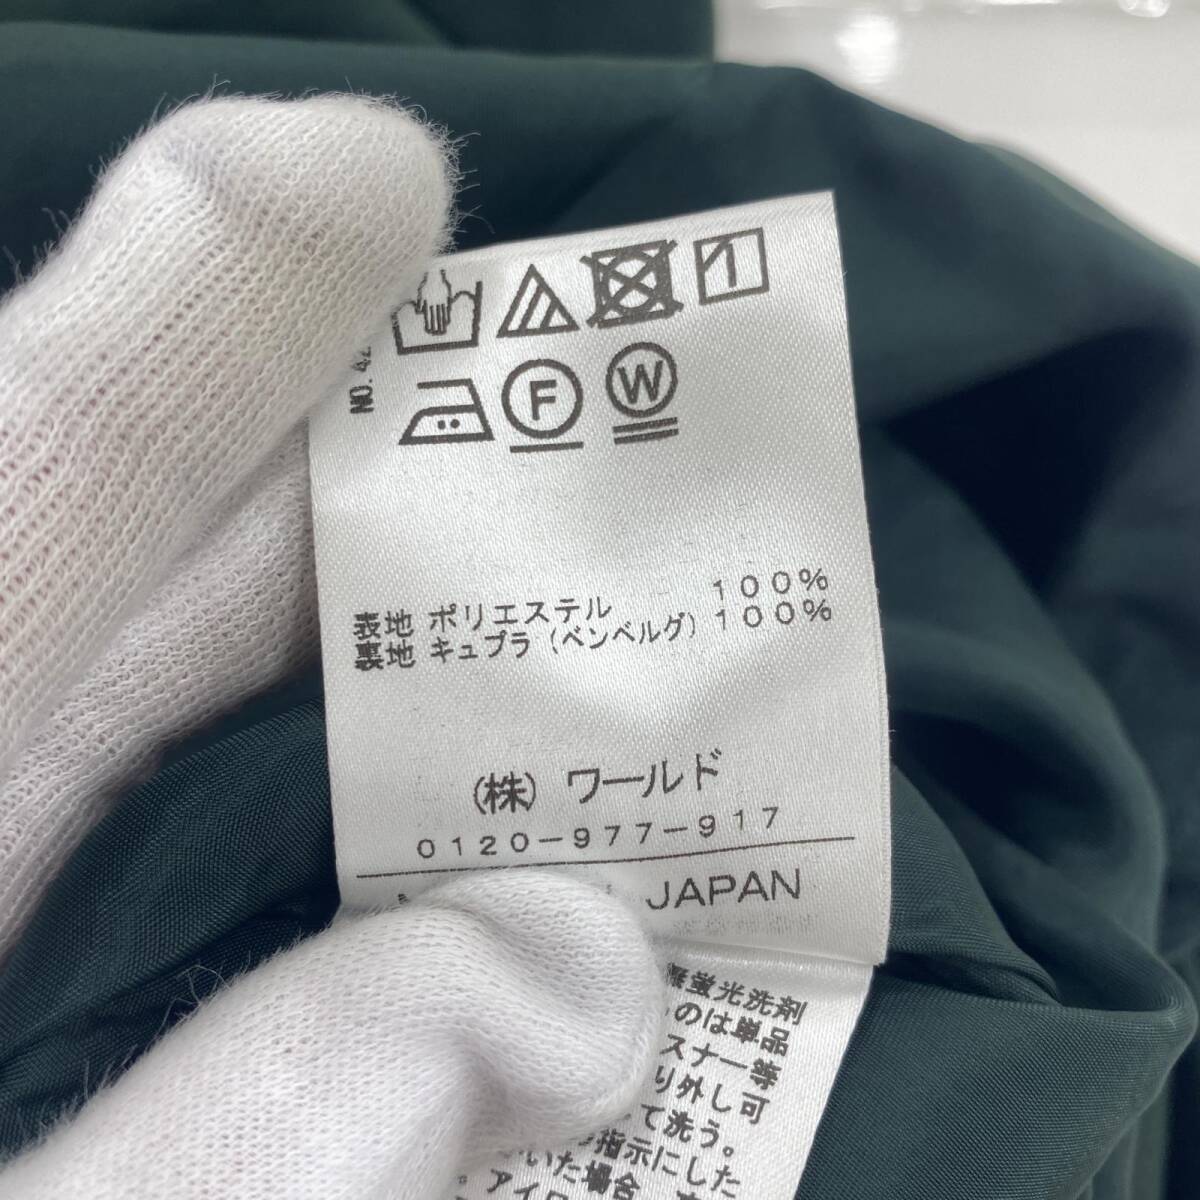 NO.42
F W
表地 ポリエステル 100%
裏地 キュプラ (ベンベルグ) 100%
(株) ワールド
0120-977-917
JAPAN
蛍光洗剤
のは単品
スナー等
り外し可
て洗う。
指示にした
いた場合